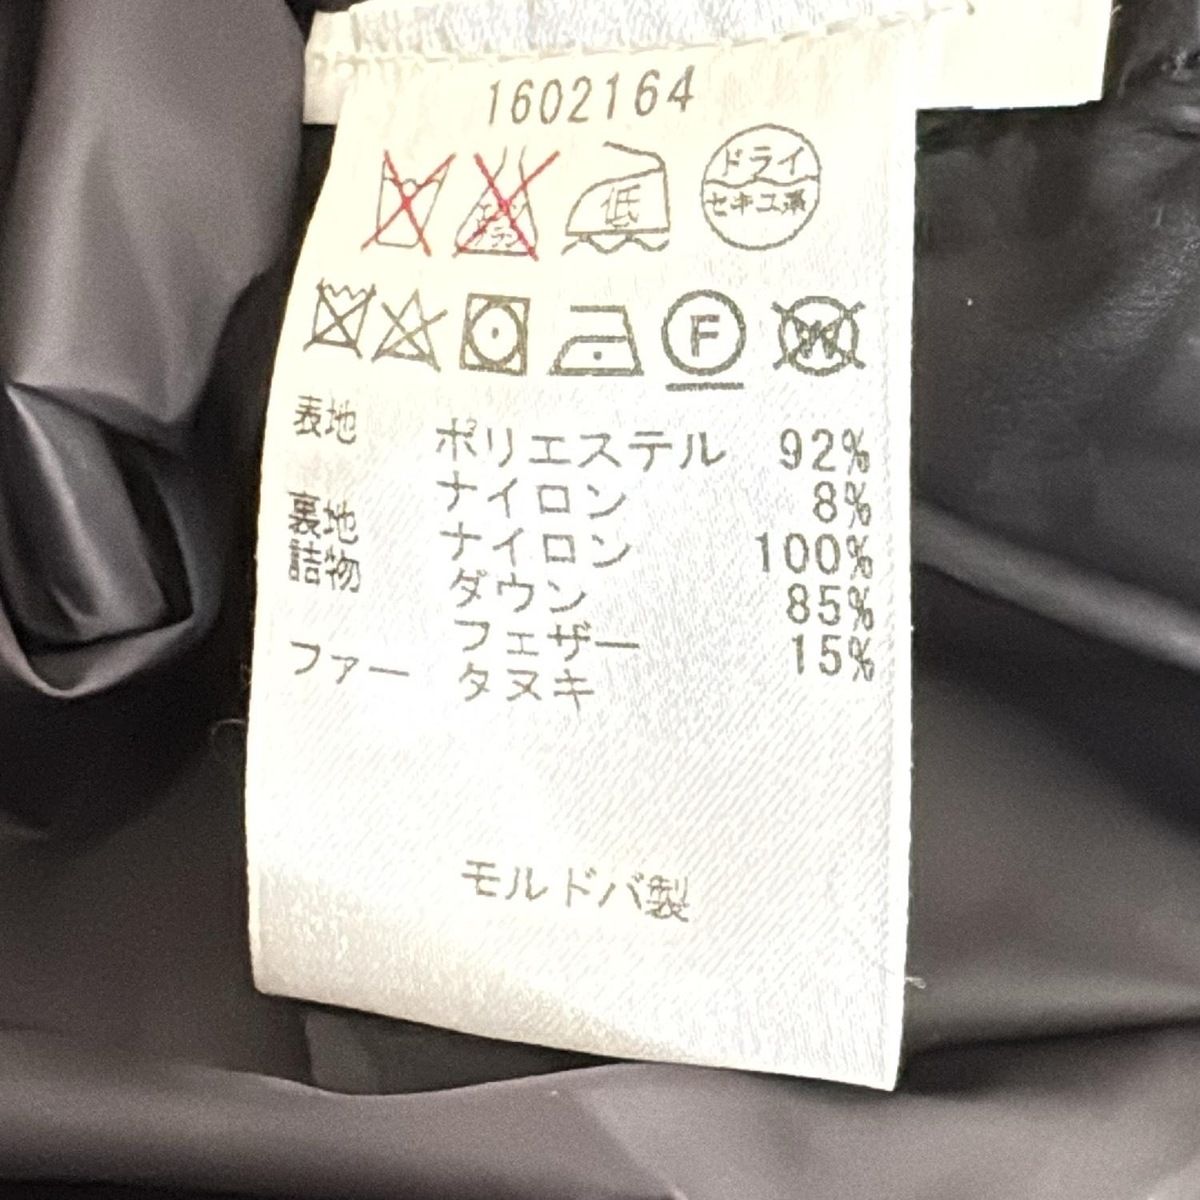 1602164
低
ドライ
セキユ系
F
W
表地 ポリエステル 92%
ナイロン 8%
裏地 ナイロン 100%
詰物 ダウン 85%
フェザー 15%
ファー タヌキ
モルドバ製